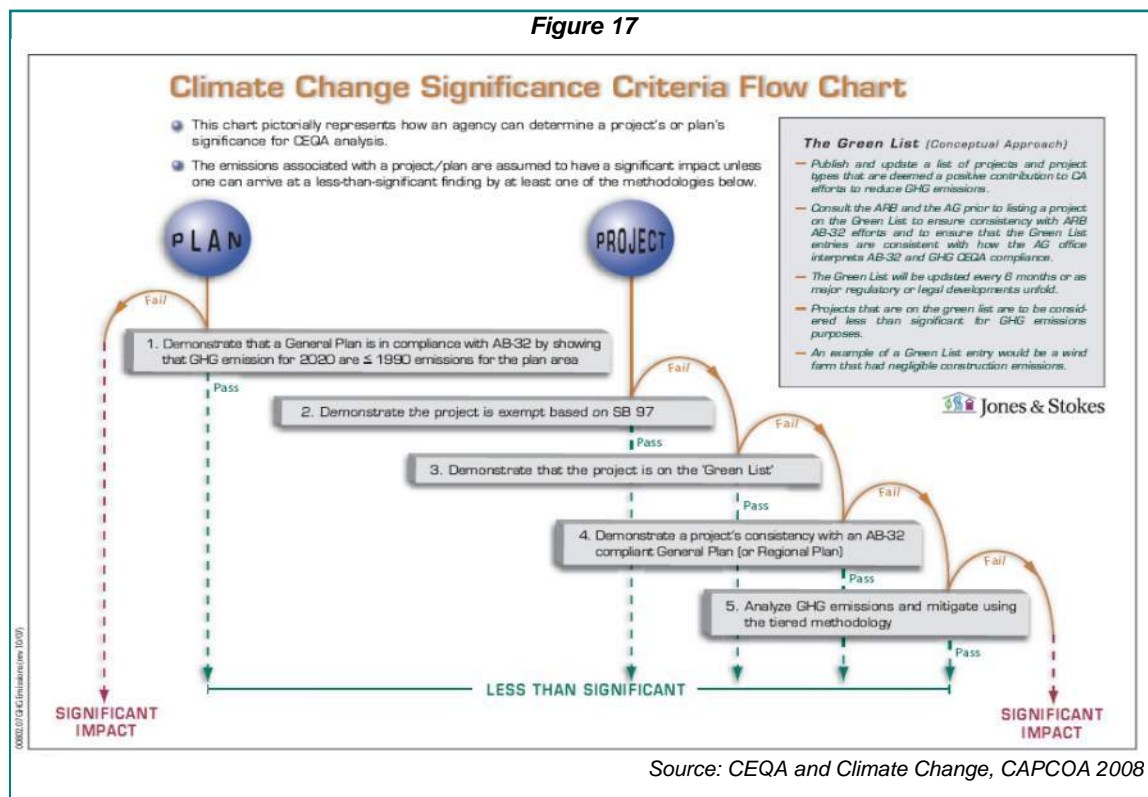 Figure 17
Climate Change Significance Criteria Flow Chart
This chart pictorially represents how an agency can determine a project's or plan's
significance for CEQA analysis.
The emissions associated with a project/plan are assumed to have a significant impact unless
one can arrive at a less-than-significant finding by at least one of the methodologies below.
The Green List (Conceptual Approach)
— Publish and update a list of projects and project
types that are deemed a positive contribution to CA
efforts to reduce GHG emissions.
— Consult the ARB and the AG prior to listing a project
on the Green List to ensure consistency with ARB
AB-32 efforts and to ensure that the Green List
entries are consistent with how the AG office
interprets AB-32 and GHG CEQA compliance.
— The Green List will be updated every 6 months or as
major regulatory or legal developments unfold.
— Projects that are on the green list are to be consid-
ered less than significant for GHG emissions
purposes.
— An example of a Green List entry would be a wind
farm that had negligible construction emissions.
Jones & Stokes
PLAN
PROJECT
Fail
1. Demonstrate that a General Plan is in compliance with AB-32 by showing
that GHG emission for 2020 are ≤ 1990 emissions for the plan area
Pass
Fail
2. Demonstrate the project is exempt based on SB 97
Pass
Fail
3. Demonstrate that the project is on the 'Green List'
Pass
Fail
4. Demonstrate a project's consistency with an AB-32
compliant General Plan (or Regional Plan)
Pass
Fail
5. Analyze GHG emissions and mitigate using
the tiered methodology
Pass
LESS THAN SIGNIFICANT
SIGNIFICANT
IMPACT
SIGNIFICANT
IMPACT
00802.07 GHG Emissions (rev 10/07)
Source: CEQA and Climate Change, CAPCOA 2008